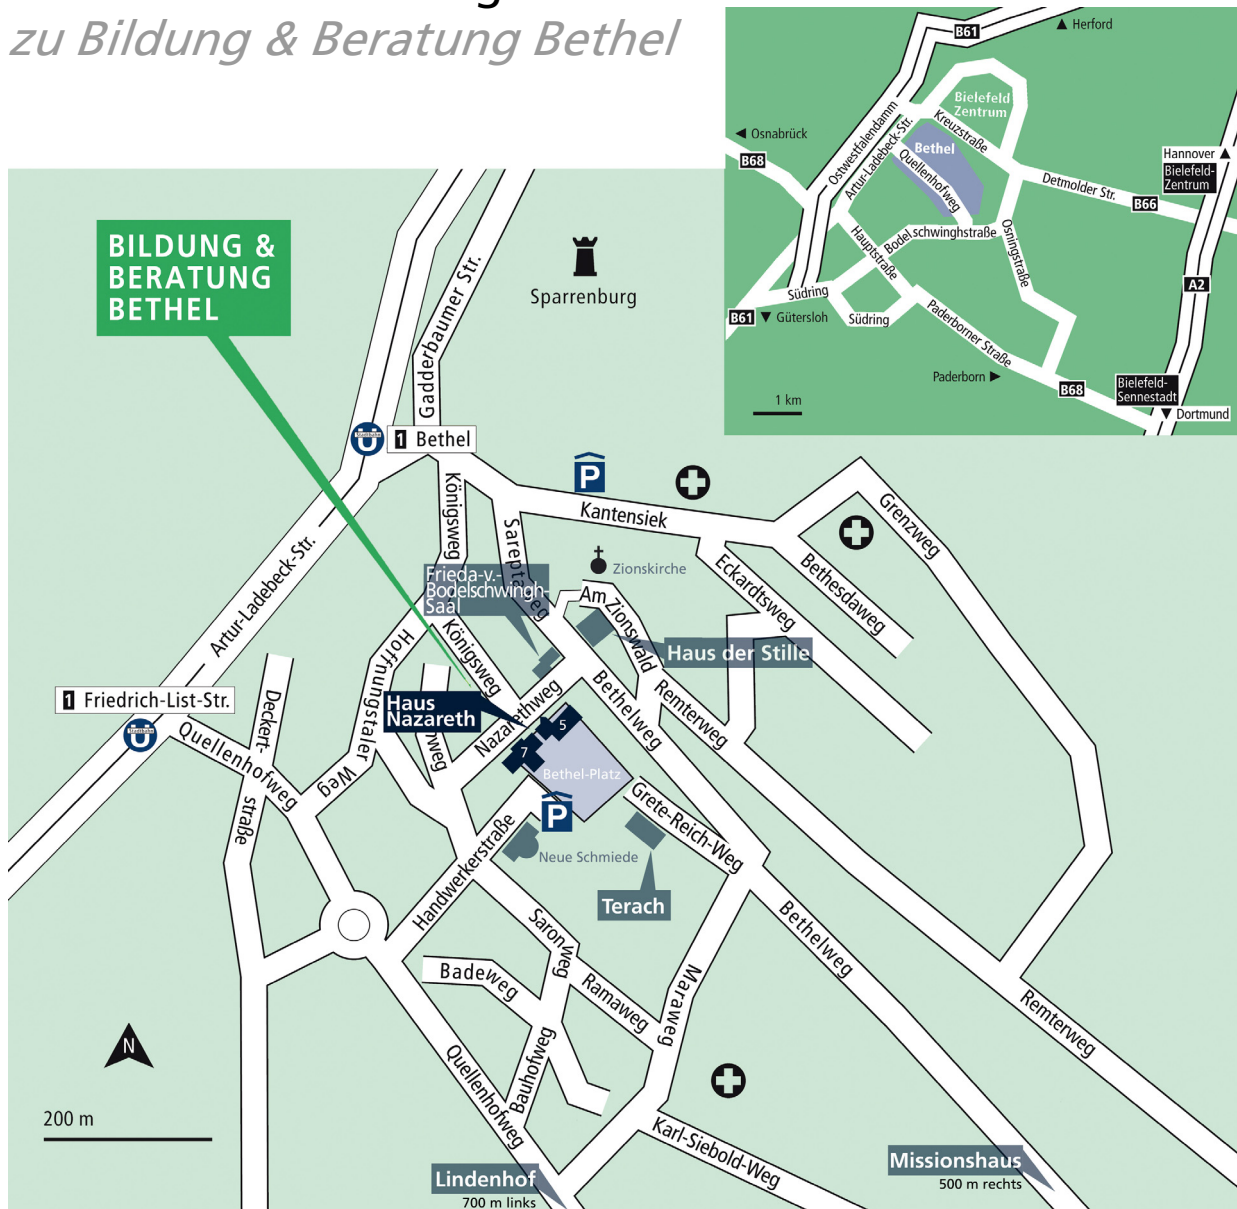 zu Bildung & Beratung Bethel
B61
Herford
Bielefeld
Zentrum
Osnabrück
B68
Ostwestfalendamm
Artur-Ladebeck-Str.
Kreuzstraße
Bethel
Quellenhofweg
Hannover
Bielefeld-
Zentrum
Detmolder Str.
B66
Bodelschwinghstraße
Hauptstraße
Osningstraße
A2
Südring
B61
Gütersloh
Südring
Paderborner Straße
Paderborn
B68
Bielefeld-
Sennestadt
Dortmund
1 km
BILDUNG &
BERATUNG
BETHEL
Sparrenburg
Gadderbaumer Str.
Stadtbahn
1 Bethel
P
Königsweg
Kantensiek
Grenzweg
Sareptaweg
Zionskirche
Eckardtsweg
Bethesdaweg
Artur-Ladebeck-Str.
Frieda-v.-
Bodelschwingh-
Saal
Am Zionswald
Hoffnungstaler Weg
Königsweg
Haus der Stille
1 Friedrich-List-Str.
Stadtbahn
Deckert-
straße
Haus
Nazareth
Nazarethweg
Bethelweg
Remterweg
5
7
Quellenhofweg
Bethel-Platz
P
Grete-Reich-Weg
Handwerkerstraße
Neue Schmiede
Terach
Saronweg
Bethelweg
Badeweg
Ramaweg
Maraweg
Remterweg
N
Bauhofweg
Quellenhofweg
200 m
Karl-Siebold-Weg
Lindenhof
700 m links
Missionshaus
500 m rechts